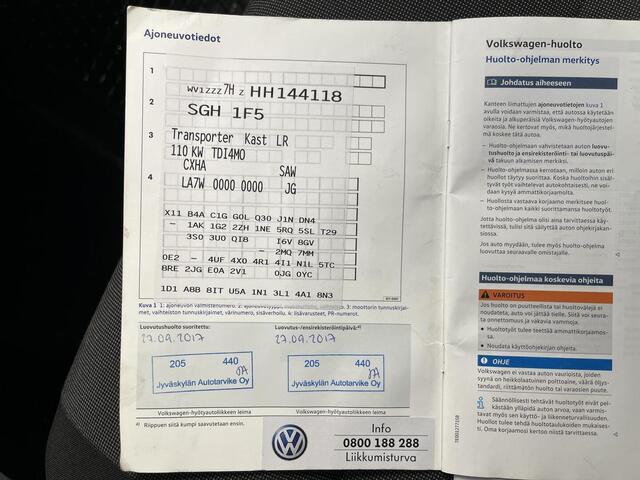 Ajoneuvotiedot
1
WV1ZZZ7H Z HH144118
2
SGH 1F5
3
Transporter Kast LR
110 KW TDI4M0
CXHA SAW
4
LA7W 0000 0000 JG
X11 B4A C1G G0L Q30 J1N DN4
- 1AK 1G2 2ZH 1NE 5RQ 5SL T29
3S0 3U0 QIB I6V 8GV
- 2MQ 7MM
0E2 - 4UF 4X0 4R1 4I1 N1L 5TC
8RE 2JG E0A 2V1 0JG 0YC
1D1 A8B 8IT U5A 1N1 3L1 4A1 8N3
Kuva 1 1: ajoneuvon valmistenumero.
3: moottorin tunnuskirjaimet, vaihteiston tunnuskirjaimet, värinumero, sisäverhoilu. 4: lisävarusteet, PR-numerot.
Luovutushuolto suoritettu:
27.09.2017
205 440
Jyväskylän Autotarvike Oy
Volkswagen-hyötyautoliikkeen leima
Luovutus-/ensirekisteröintipäivä:a)
27.09.2017
205 440
Jyväskylän Autotarvike Oy
Volkswagen-hyötyautoliikkeen leima
a) Riippuen siitä kumpi saavutetaan ensin.
Info
0800 188 288
Liikkumisturva
Volkswagen-huolto
Huolto-ohjelman merkitys
Johdatus aiheeseen
Kanteen liimattujen ajoneuvotietojen kuva 1
avulla voidaan varmistaa, että autossa käytetään
oikeita ja alkuperäisiä Volkswagen-hyötyautojen
varaosia. Ne kertovat myös, mikä huoltojärjestelmä
koskee tätä autoa.
– Huolto-ohjelman vahvistetaan auton luovutushuolto
ja ensirekisteröinti- tai luovutuspäivä
takuun alkamisen merkiksi.
– Huolto-ohjelmassa kerrotaan, milloin auton eri
huollot täytyy suorittaa. Koska huoltoihin sisältyvät
työt vaihtelevat autokohtaisesti, ne voidaan
kysyä ammattikorjaamolta.
– Huollosta vastaava korjaamo merkitsee huolto-ohjelmaan
kaikki suorittamansa huoltotyöt.
Jotta huolto-ohjelma olisi aina tarvittaessa käytettävissä,
tulisi sitä säilyttää auton ohjekirjakansiossa.
Jos auto myydään, tulee myös huolto-ohjelma
luovuttaa seuraavalle omistajalle.
Huolto-ohjelmaa koskevia ohjeita
VAROITUS
Jos huolto on puutteellista tai huoltovälejä ei
noudateta, auto voi jättää tielle. Siitä voi seurata
onnettomuus ja vakavia vammoja.
• Huoltotyöt tulee teettää ammattikorjaamossa.
• Noudata käyttöohjekirjan ohjeita.
OHJE
Volkswagen ei vastaa auton vaurioista, joiden
syynä on heikkolaatuinen polttoaine, väärä öljystandardi,
riittämätön huolto tai varaosien puute.
Säännöllisesti tehdyt huoltotyöt eivät pelkästään
ylläpidä auton arvoa, vaan varmistavat
myös sen käyttö- ja liikenneturvallisuuden.
Huollot tulee tehdä huoltotaulukoiden mukaisesti.
Oma korjaamosi kertoo niistä tarvittaessa.